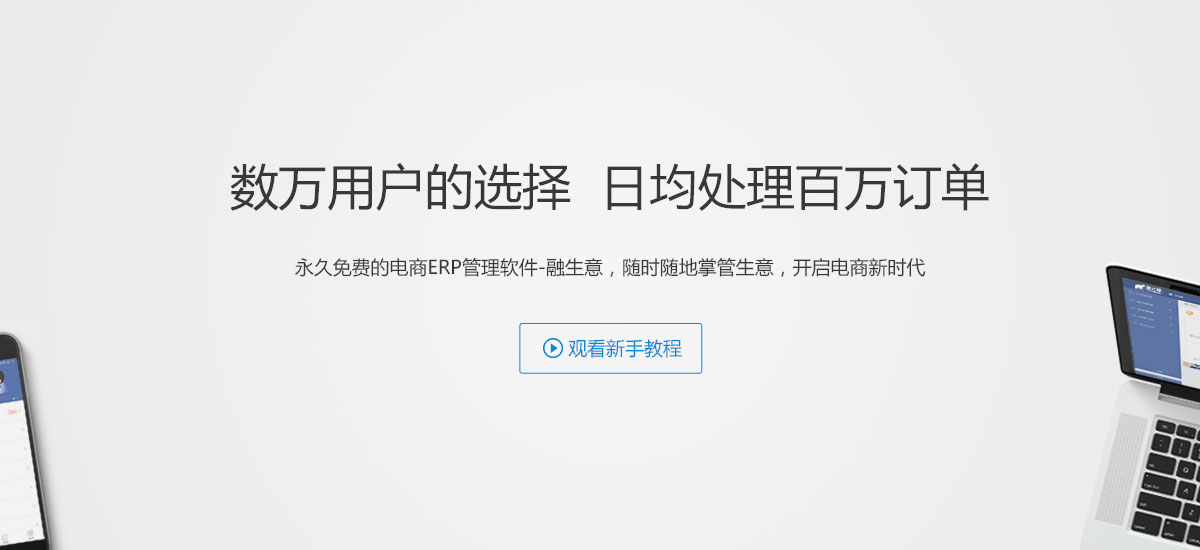 数万用户的选择 日均处理百万订单
永久免费的电商ERP管理软件-融生意，随时随地掌管生意，开启电商新时代
观看新手教程